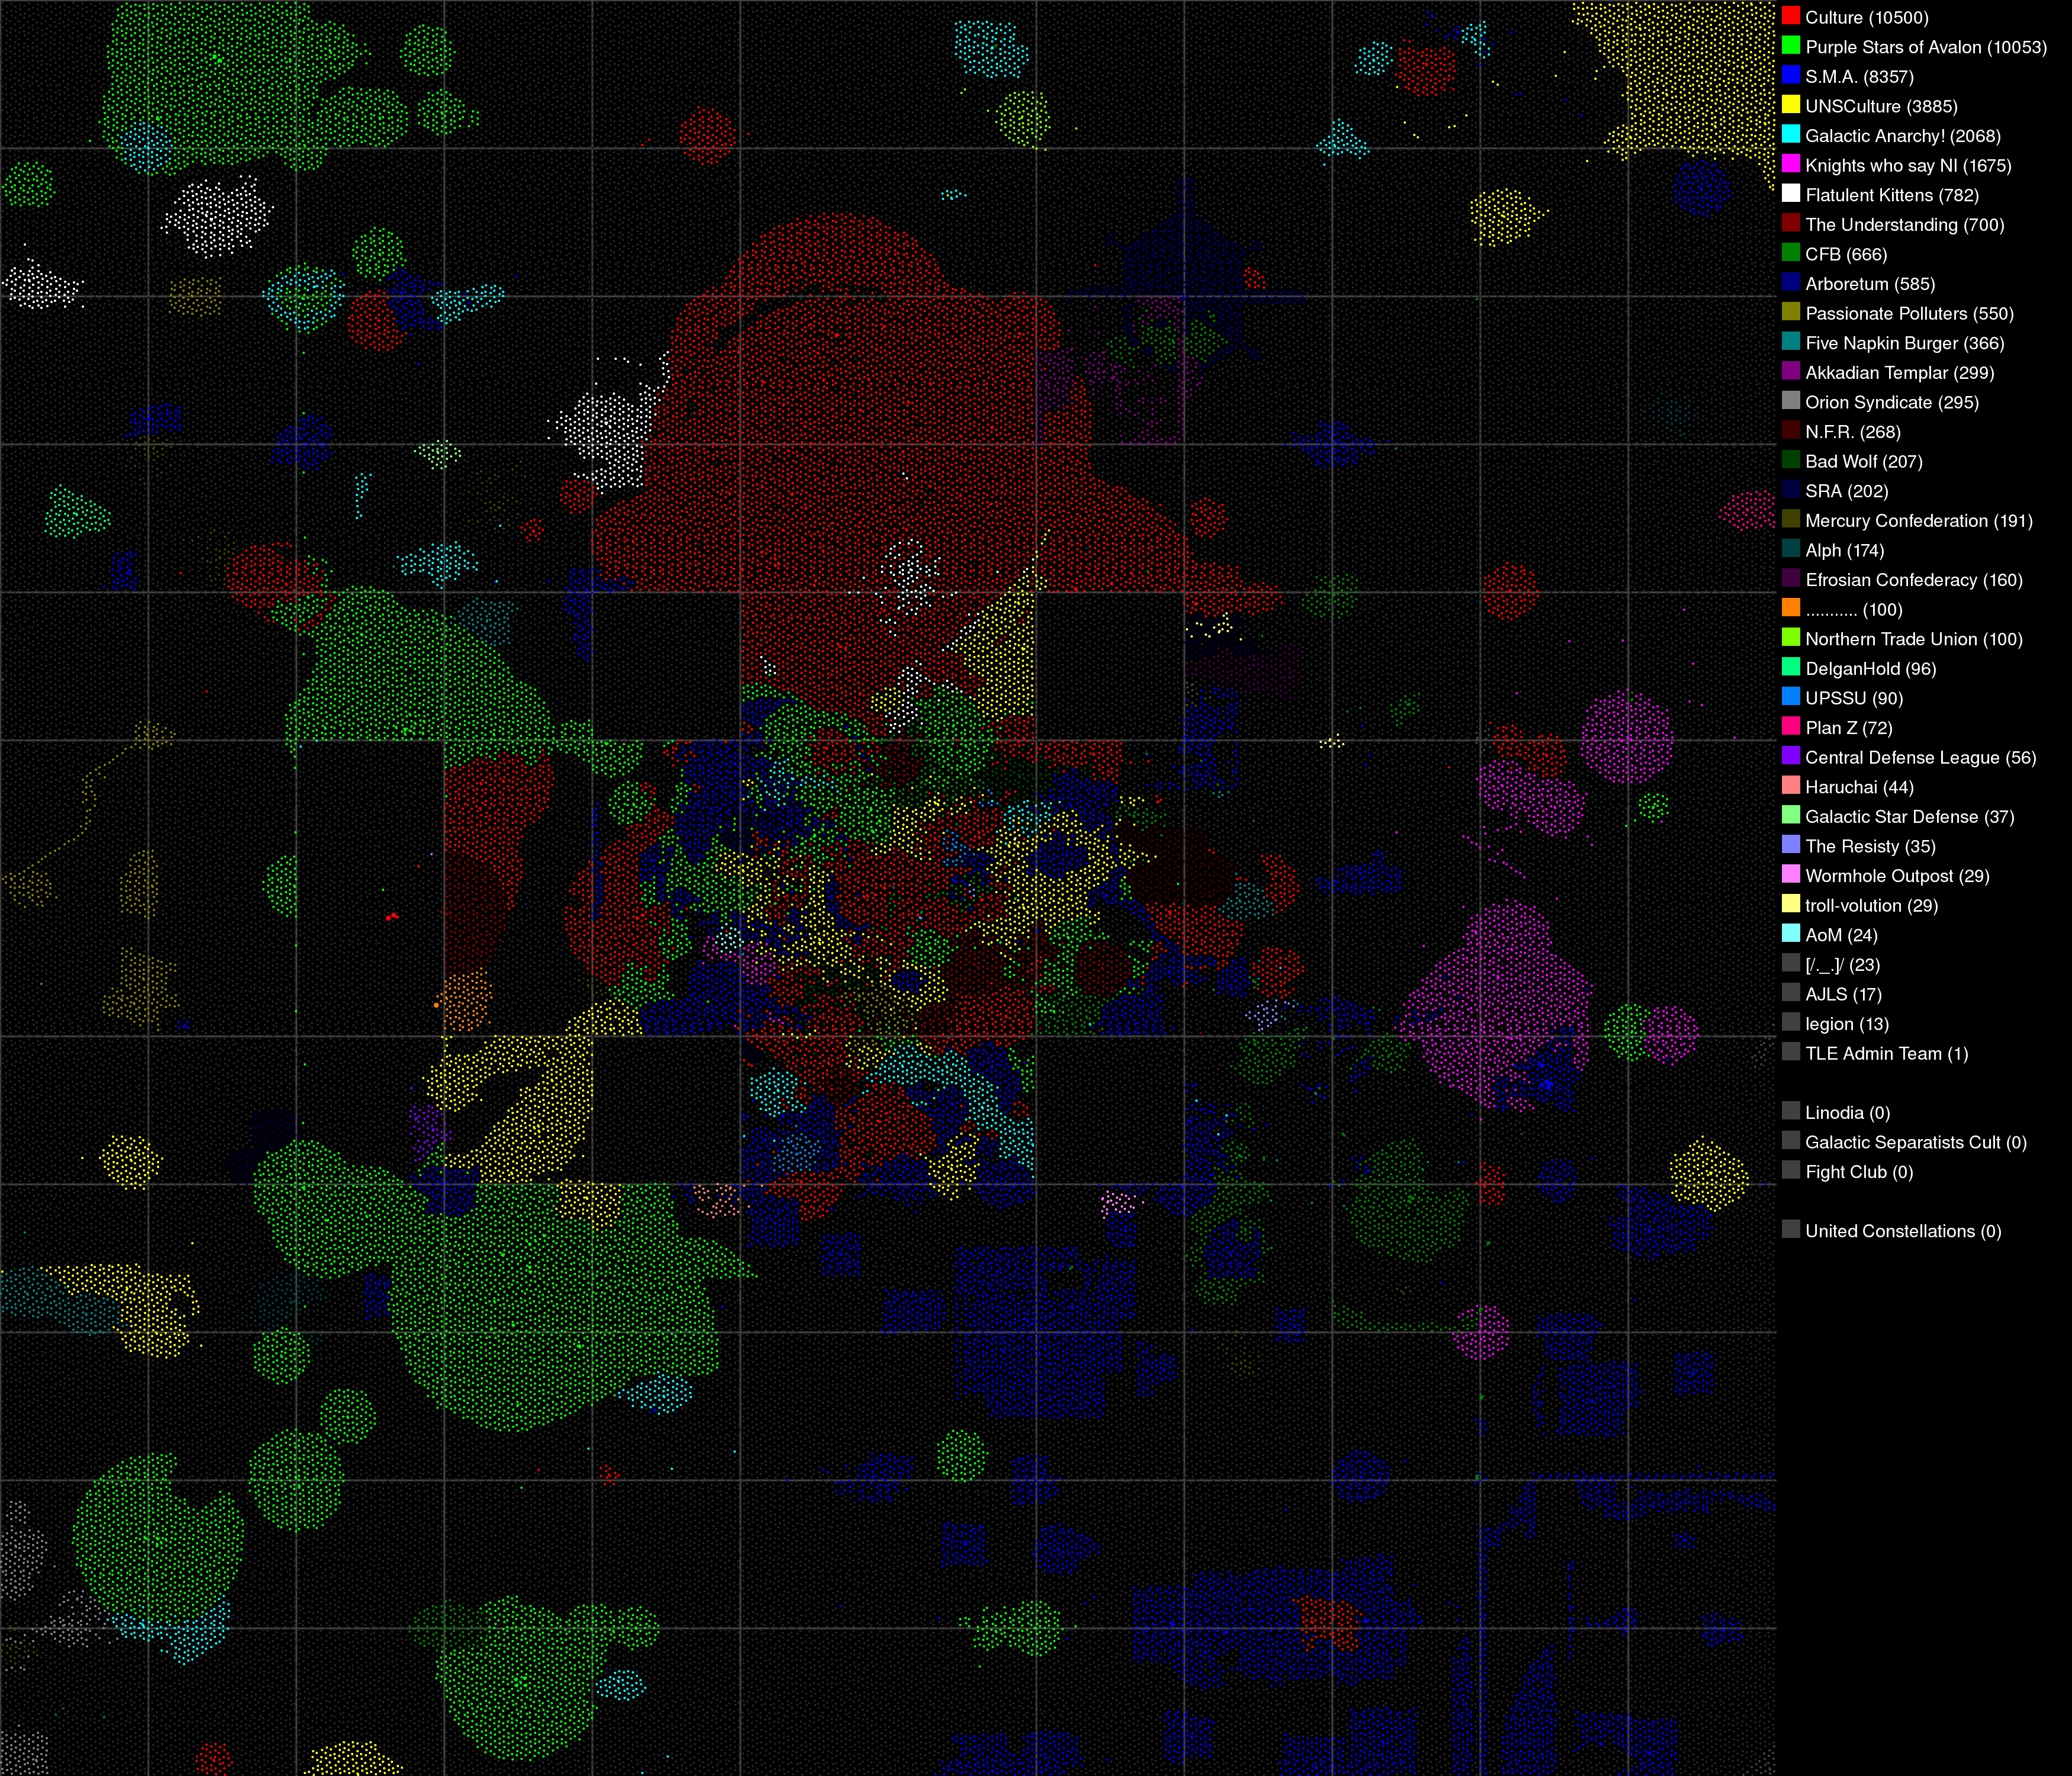 Culture (10500)
Purple Stars of Avalon (10053)
S.M.A. (8357)
UNSCulture (3885)
Galactic Anarchy! (2068)
Knights who say NI (1675)
Flatulent Kittens (782)
The Understanding (700)
CFB (666)
Arboretum (585)
Passionate Polluters (550)
Five Napkin Burger (366)
Akkadian Templar (299)
Orion Syndicate (295)
N.F.R. (268)
Bad Wolf (207)
SRA (202)
Mercury Confederation (191)
Alph (174)
Efrosian Confederacy (160)
........... (100)
Northern Trade Union (100)
DelganHold (96)
UPSSU (90)
Plan Z (72)
Central Defense League (56)
Haruchai (44)
Galactic Star Defense (37)
The Resisty (35)
Wormhole Outpost (29)
troll-volution (29)
AoM (24)
[/._.]/ (23)
AJLS (17)
legion (13)
TLE Admin Team (1)
Linodia (0)
Galactic Separatists Cult (0)
Fight Club (0)
United Constellations (0)